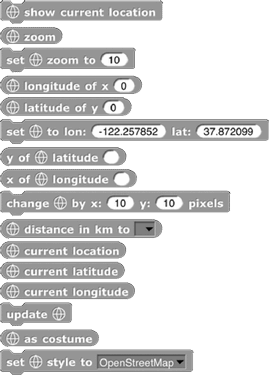 show current location
zoom
set zoom to 10
longitude of x 0
latitude of y 0
set to lon: -122.257852 lat: 37.872099
y of latitude
x of longitude
change by x: 10 y: 10 pixels
distance in km to
current location
current latitude
current longitude
update
as costume
set style to OpenStreetMap